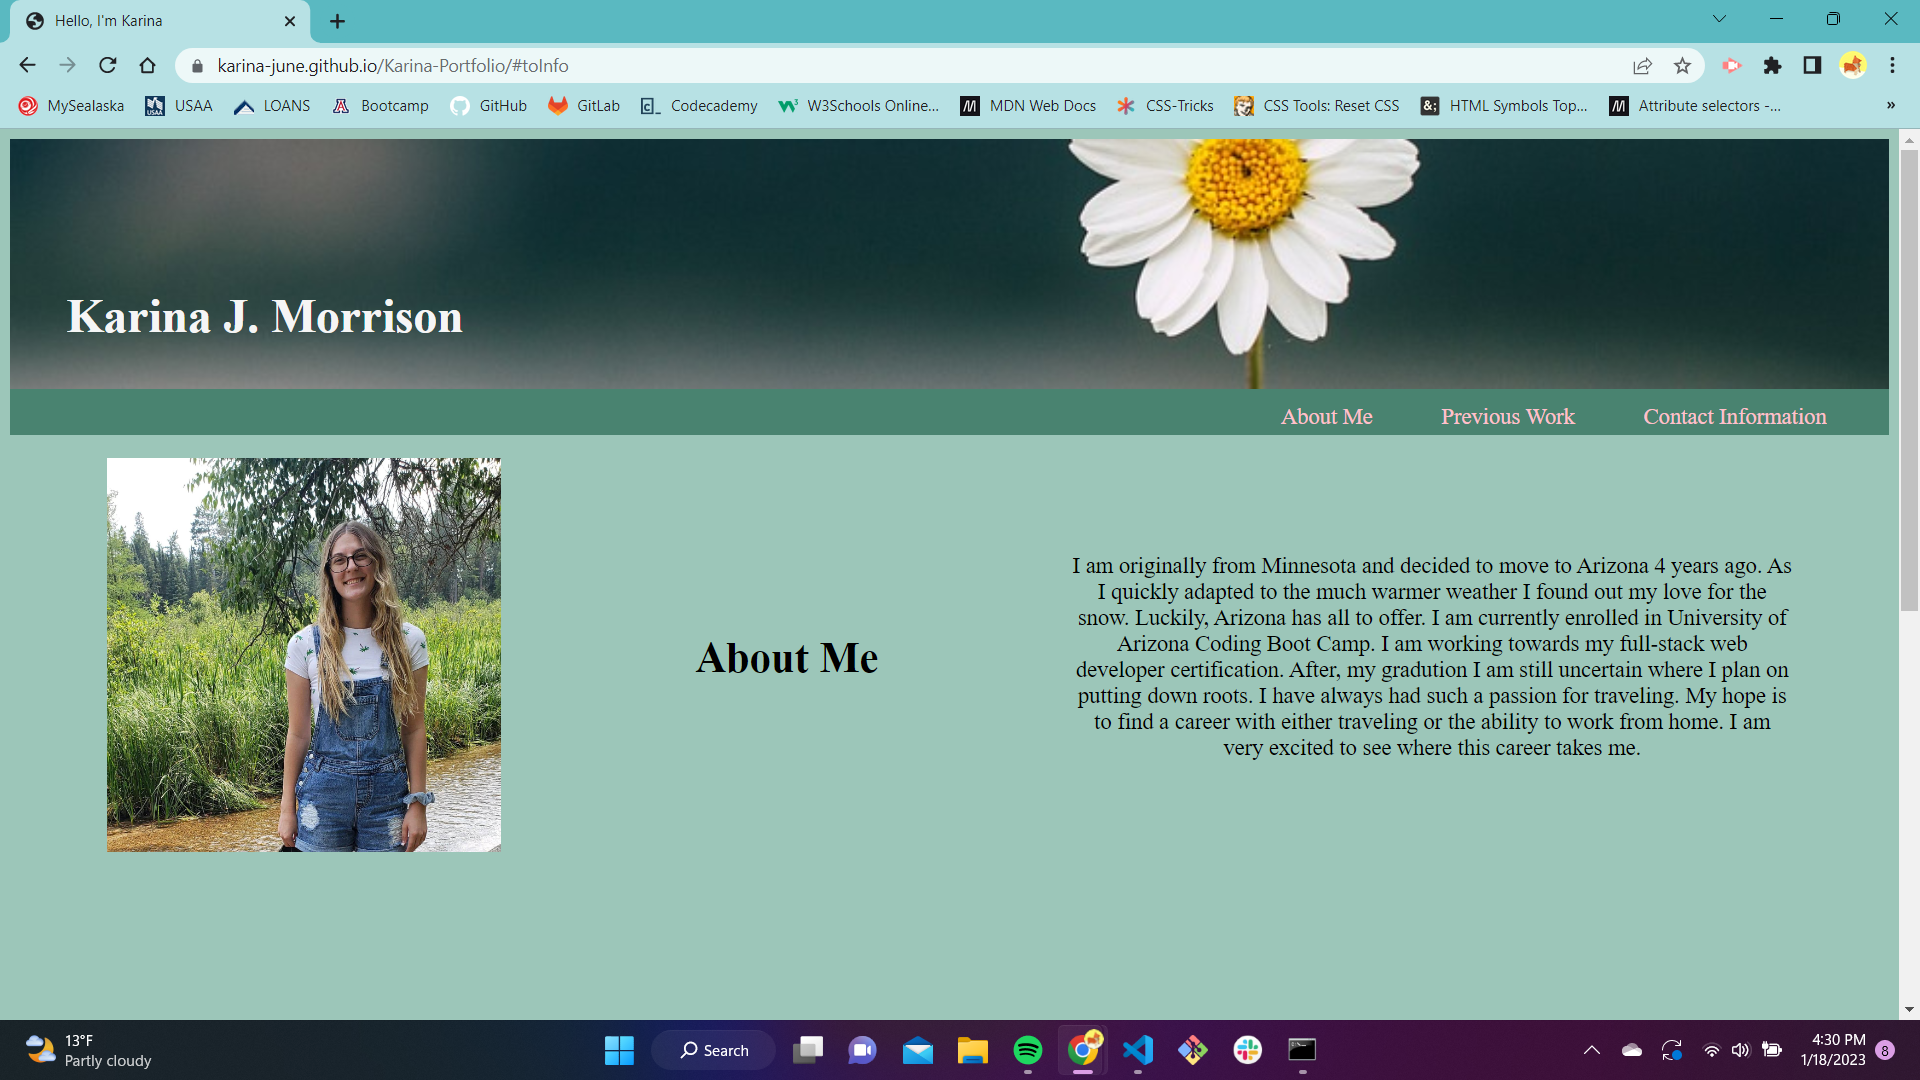 Hello, I'm Karina
karina-june.github.io/Karina-Portfolio/#toInfo
MySealaska USAA LOANS Bootcamp GitHub GitLab Codecademy W3Schools Online... MDN Web Docs CSS-Tricks CSS Tools: Reset CSS HTML Symbols Top... Attribute selectors -... »
Karina J. Morrison
About Me Previous Work Contact Information
About Me
I am originally from Minnesota and decided to move to Arizona 4 years ago. As
I quickly adapted to the much warmer weather I found out my love for the
snow. Luckily, Arizona has all to offer. I am currently enrolled in University of
Arizona Coding Boot Camp. I am working towards my full-stack web
developer certification. After, my gradution I am still uncertain where I plan on
putting down roots. I have always had such a passion for traveling. My hope is
to find a career with either traveling or the ability to work from home. I am
very excited to see where this career takes me.
13°F
Partly cloudy
Search
4:30 PM
1/18/2023
8